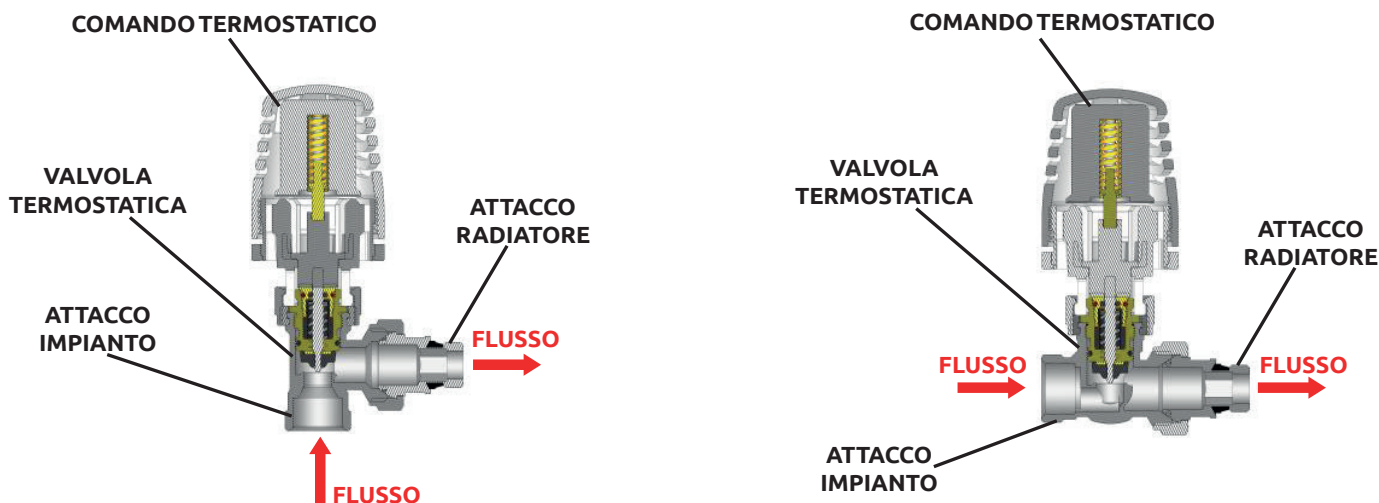 COMANDO TERMOSTATICO
VALVOLA
TERMOSTATICA
ATTACCO
RADIATORE
ATTACCO
IMPIANTO
FLUSSO
FLUSSO
COMANDO TERMOSTATICO
VALVOLA
TERMOSTATICA
ATTACCO
RADIATORE
FLUSSO
FLUSSO
ATTACCO
IMPIANTO